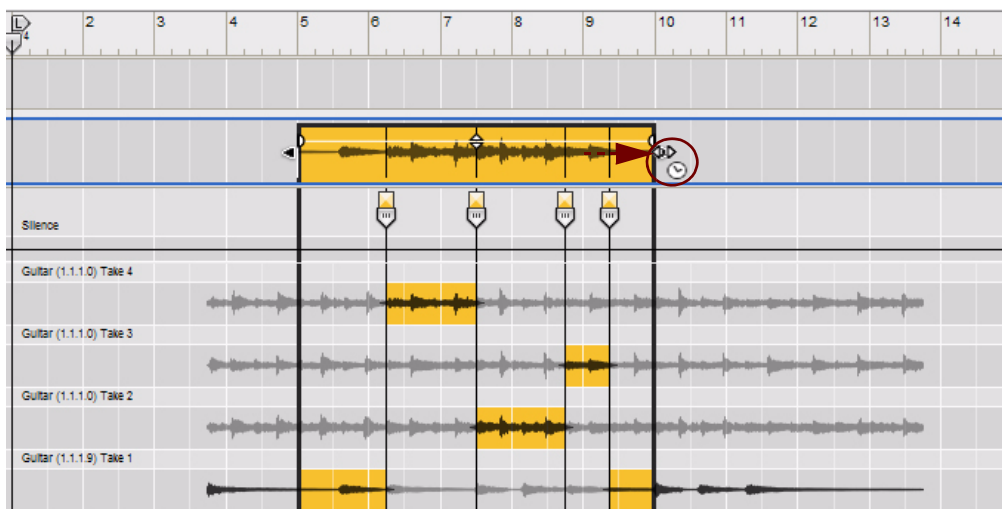 L 2 3 4 5 6 7 8 9 10 11 12 13 14
4
Silence
Guitar (1.1.1.0) Take 4
Guitar (1.1.1.0) Take 3
Guitar (1.1.1.0) Take 2
Guitar (1.1.1.9) Take 1